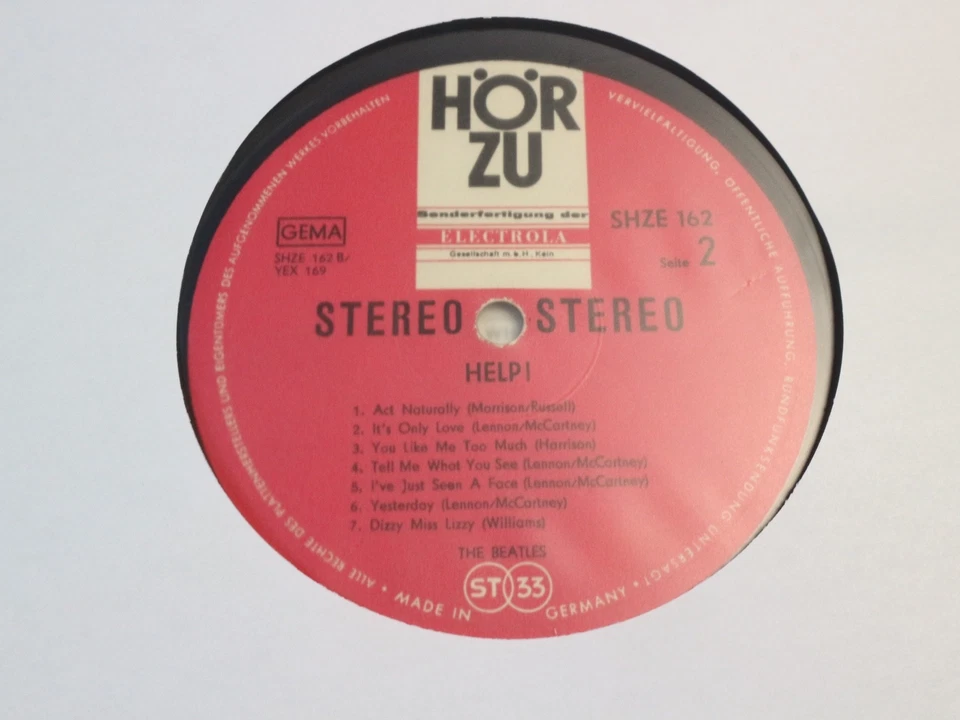 HÖR
ZU
Sonderfertigung der
ELECTROLA
Gesellschaft m.b.H. Köln
GEMA
SHZE 162 B/
YEX 169
SHZE 162
Seite 2
STEREO STEREO
HELP!
1. Act Naturally (Morrison/Russell)
2. It's Only Love (Lennon/McCartney)
3. You Like Me Too Much (Harrison)
4. Tell Me What You See (Lennon/McCartney)
5. I've Just Seen A Face (Lennon/McCartney)
6. Yesterday (Lennon/McCartney)
7. Dizzy Miss Lizzy (Williams)
THE BEATLES
ST 33
ALLE RECHTE DES PLATTENHERSTELLERS UND EIGENTÜMERS DES AUFGENOMMENEN WERKES VORBEHALTEN
VERVIELFÄLTIGUNG, ÖFFENTLICHE AUFFÜHRUNG, RUNDFUNKSENDUNG UNTERSAGT •
• MADE IN GERMANY